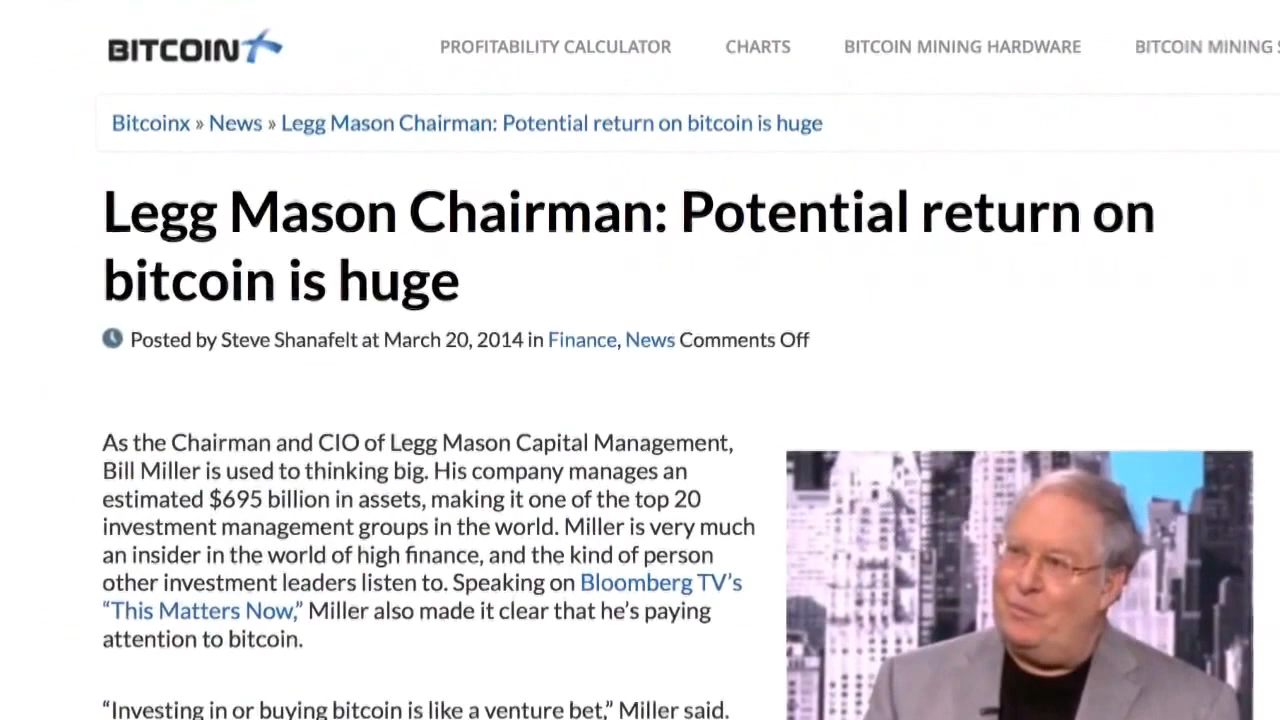 BITCOIN
PROFITABILITY CALCULATOR
CHARTS
BITCOIN MINING HARDWARE
BITCOIN MINING
Bitcoinx » News » Legg Mason Chairman: Potential return on bitcoin is huge
Legg Mason Chairman: Potential return on
bitcoin is huge
Posted by Steve Shanafelt at March 20, 2014 in Finance, News Comments Off
As the Chairman and CIO of Legg Mason Capital Management,
Bill Miller is used to thinking big. His company manages an
estimated $695 billion in assets, making it one of the top 20
investment management groups in the world. Miller is very much
an insider in the world of high finance, and the kind of person
other investment leaders listen to. Speaking on Bloomberg TV’s
“This Matters Now,” Miller also made it clear that he’s paying
attention to bitcoin.
“Investing in or buying bitcoin is like a venture bet,” Miller said.